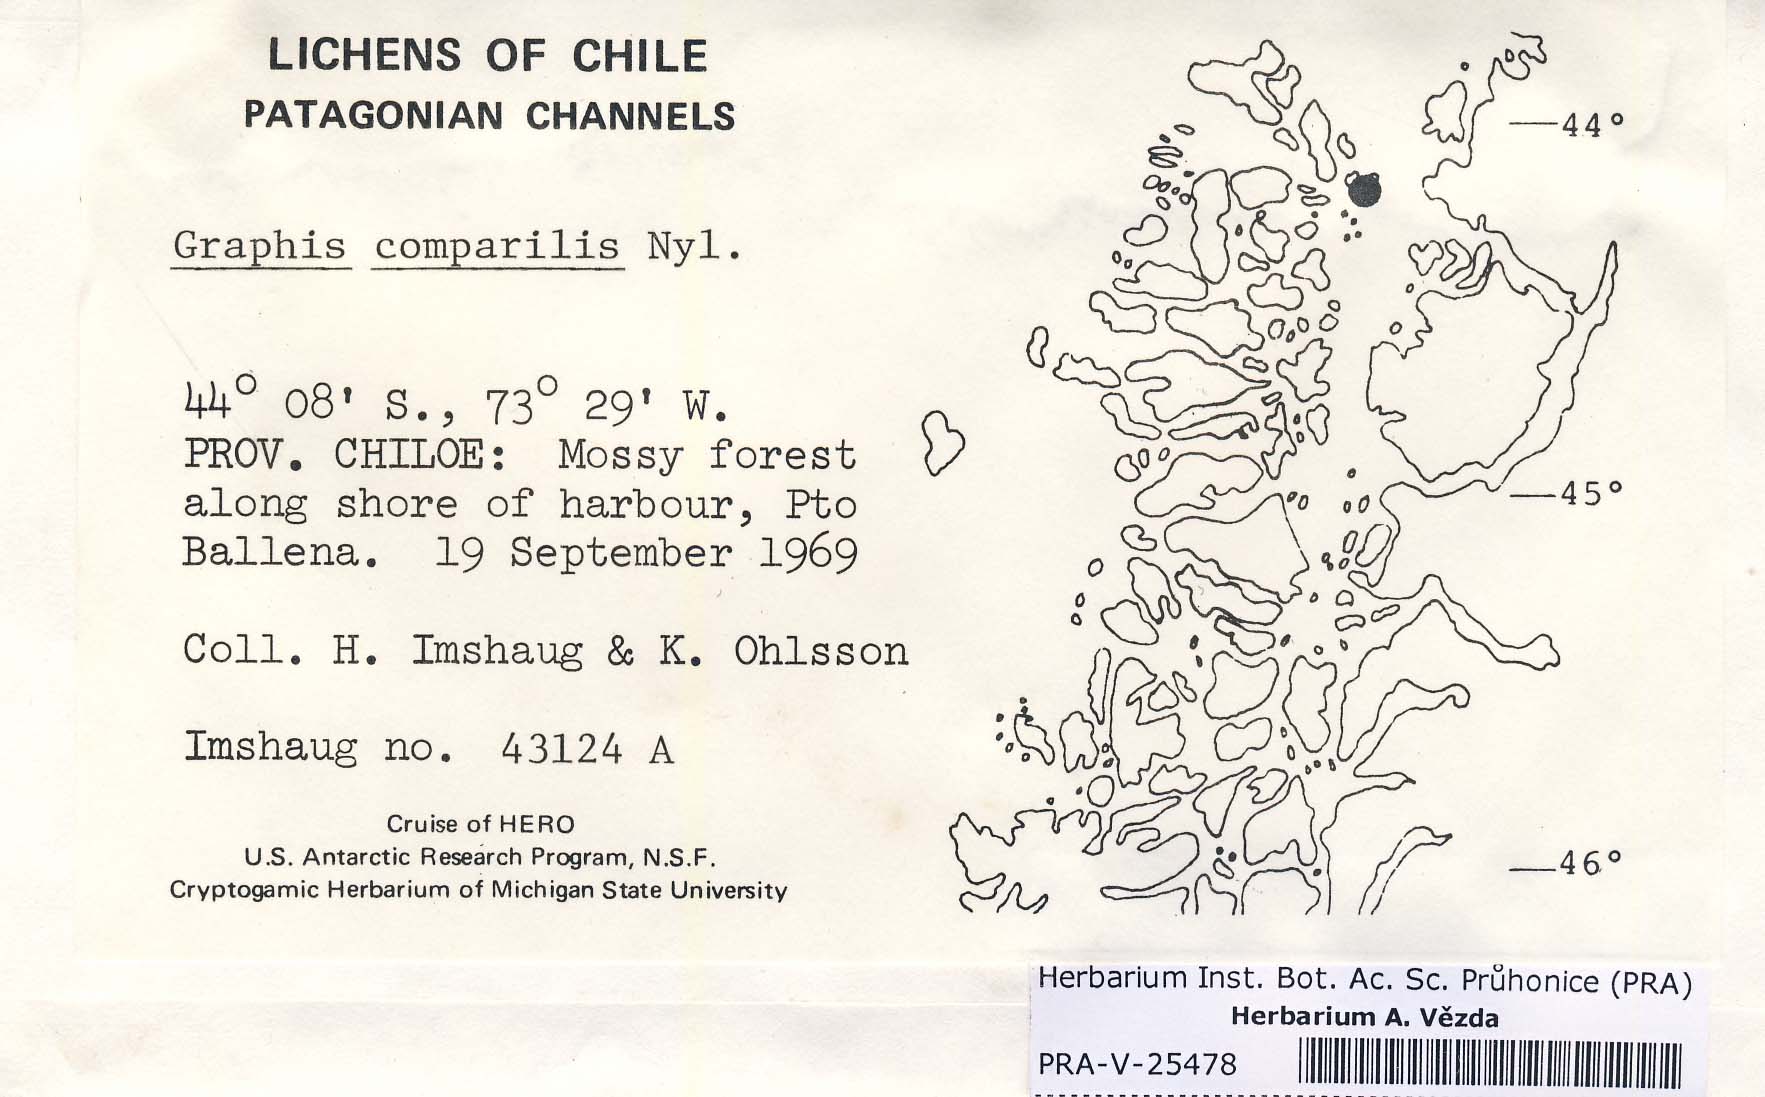 LICHENS OF CHILE
PATAGONIAN CHANNELS
Graphis comparilis Nyl.
44° 08' S., 73° 29' W.
PROV. CHILOE: Mossy forest
along shore of harbour, Pto
Ballena. 19 September 1969
Coll. H. Imshaug & K. Ohlsson
Imshaug no. 43124 A
Cruise of HERO
U.S. Antarctic Research Program, N.S.F.
Cryptogamic Herbarium of Michigan State University
—44°
—45°
—46°
Herbarium Inst. Bot. Ac. Sc. Průhonice (PRA)
Herbarium A. Vězda
PRA-V-25478